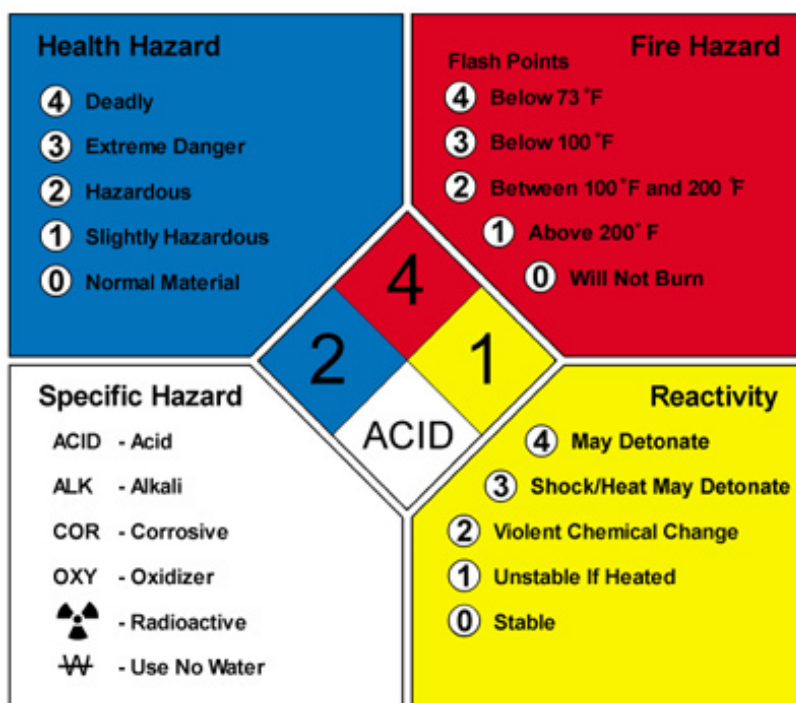 Health Hazard
4 Deadly
3 Extreme Danger
2 Hazardous
1 Slightly Hazardous
0 Normal Material
Fire Hazard
Flash Points
4 Below 73°F
3 Below 100°F
2 Between 100°F and 200°F
1 Above 200°F
0 Will Not Burn
4
2
1
ACID
Specific Hazard
ACID - Acid
ALK - Alkali
COR - Corrosive
OXY - Oxidizer
- Radioactive
W - Use No Water
Reactivity
4 May Detonate
3 Shock/Heat May Detonate
2 Violent Chemical Change
1 Unstable If Heated
0 Stable